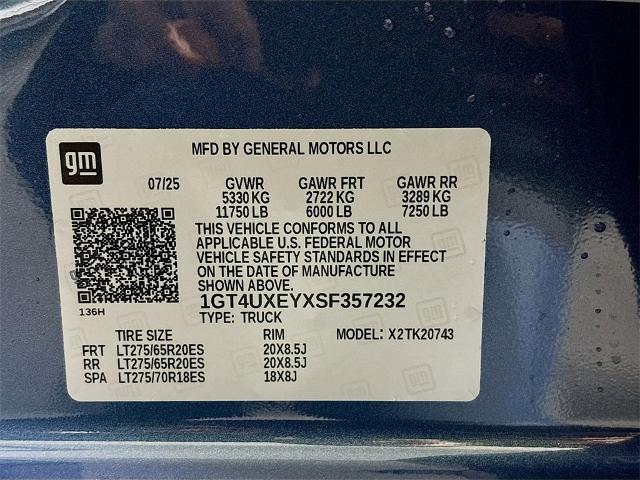 gm
MFD BY GENERAL MOTORS LLC
07/25 GVWR GAWR FRT GAWR RR
5330 KG 2722 KG 3289 KG
11750 LB 6000 LB 7250 LB
THIS VEHICLE CONFORMS TO ALL
APPLICABLE U.S. FEDERAL MOTOR
VEHICLE SAFETY STANDARDS IN EFFECT
ON THE DATE OF MANUFACTURE
SHOWN ABOVE.
1GT4UXEYXSF357232
136H
TYPE: TRUCK
TIRE SIZE RIM MODEL: X2TK20743
FRT LT275/65R20ES 20X8.5J
RR LT275/65R20ES 20X8.5J
SPA LT275/70R18ES 18X8J